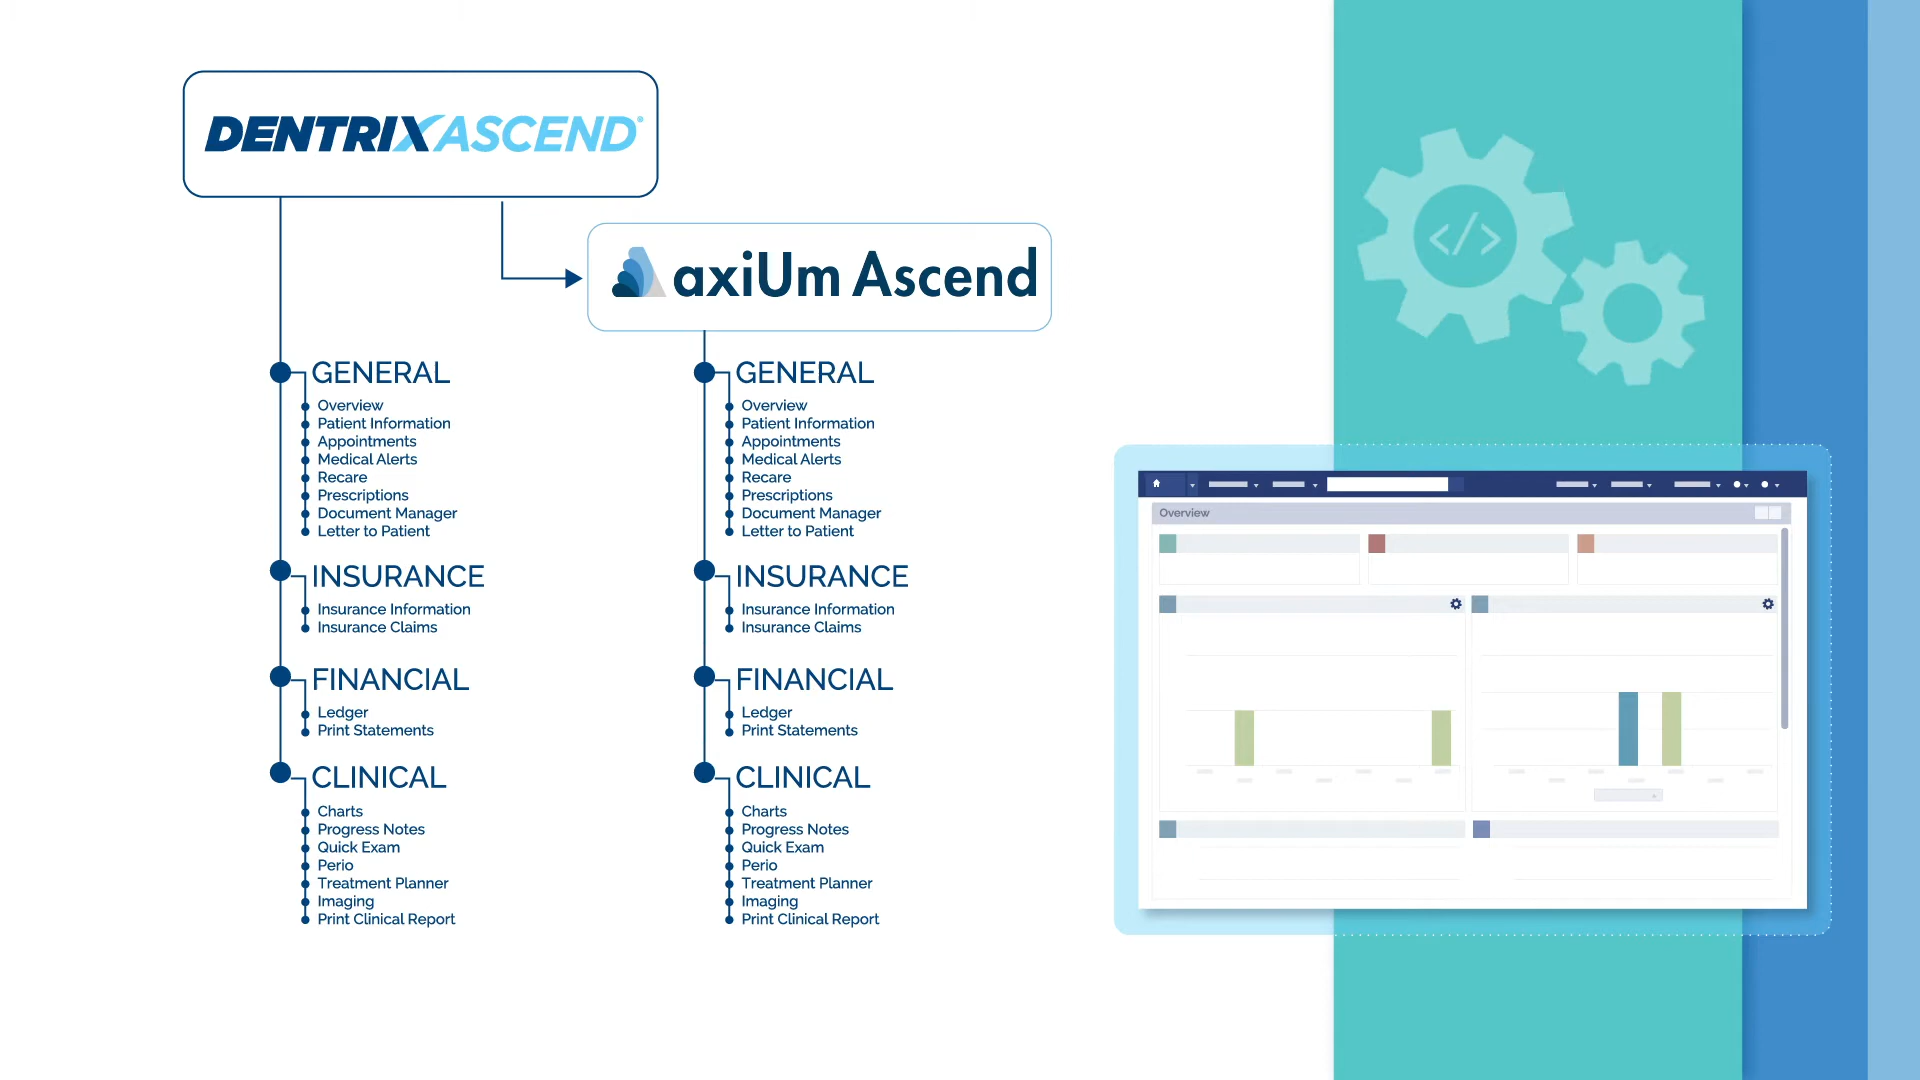 DENTRIX ASCEND®
axiUm Ascend
GENERAL
Overview
Patient Information
Appointments
Medical Alerts
Recare
Prescriptions
Document Manager
Letter to Patient
INSURANCE
Insurance Information
Insurance Claims
FINANCIAL
Ledger
Print Statements
CLINICAL
Charts
Progress Notes
Quick Exam
Perio
Treatment Planner
Imaging
Print Clinical Report
GENERAL
Overview
Patient Information
Appointments
Medical Alerts
Recare
Prescriptions
Document Manager
Letter to Patient
INSURANCE
Insurance Information
Insurance Claims
FINANCIAL
Ledger
Print Statements
CLINICAL
Charts
Progress Notes
Quick Exam
Perio
Treatment Planner
Imaging
Print Clinical Report
</>
Overview